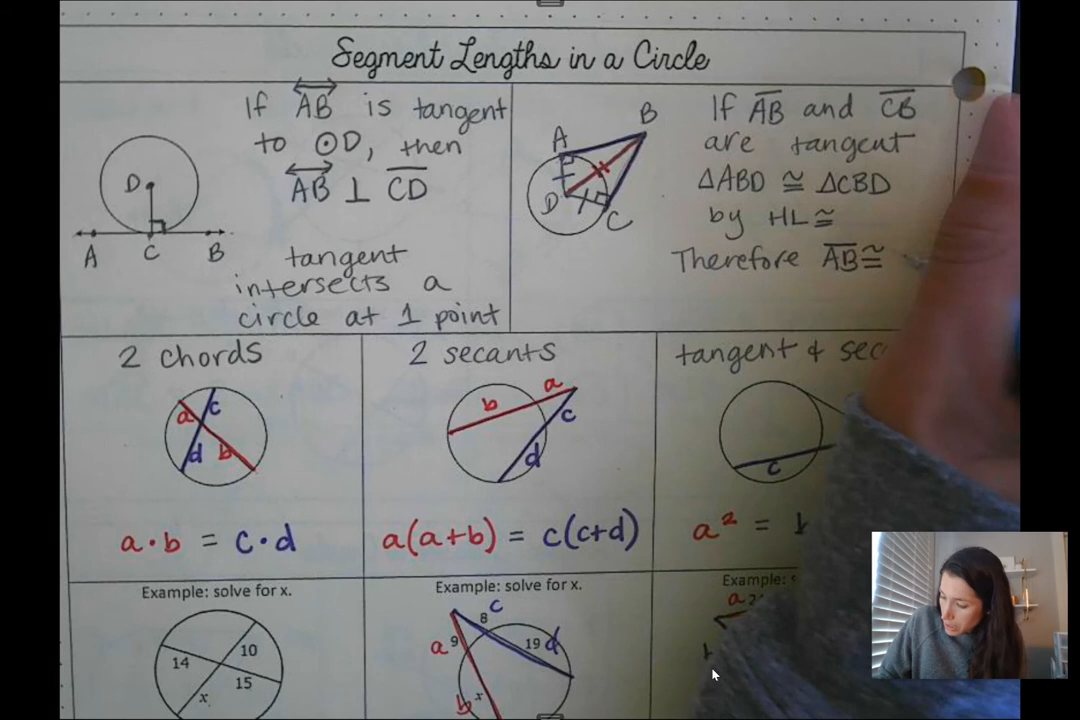 Segment Lengths in a Circle
If AB is tangent
to ⊙D, then
AB ⊥ CD
tangent
intersects a
circle at 1 point
D
A
C
B
If AB and CB
are tangent
△ABD ≅ △CBD
by HL≅
Therefore AB≅
A
B
D
C
2 chords
a
c
d
b
a·b = c·d
2 secants
b
a
c
d
a(a+b) = c(c+d)
tangent & sec
c
a² =
Example: solve for x.
14
10
15
x
Example: solve for x.
c
8
a 9
19 d
b x
Example:
a